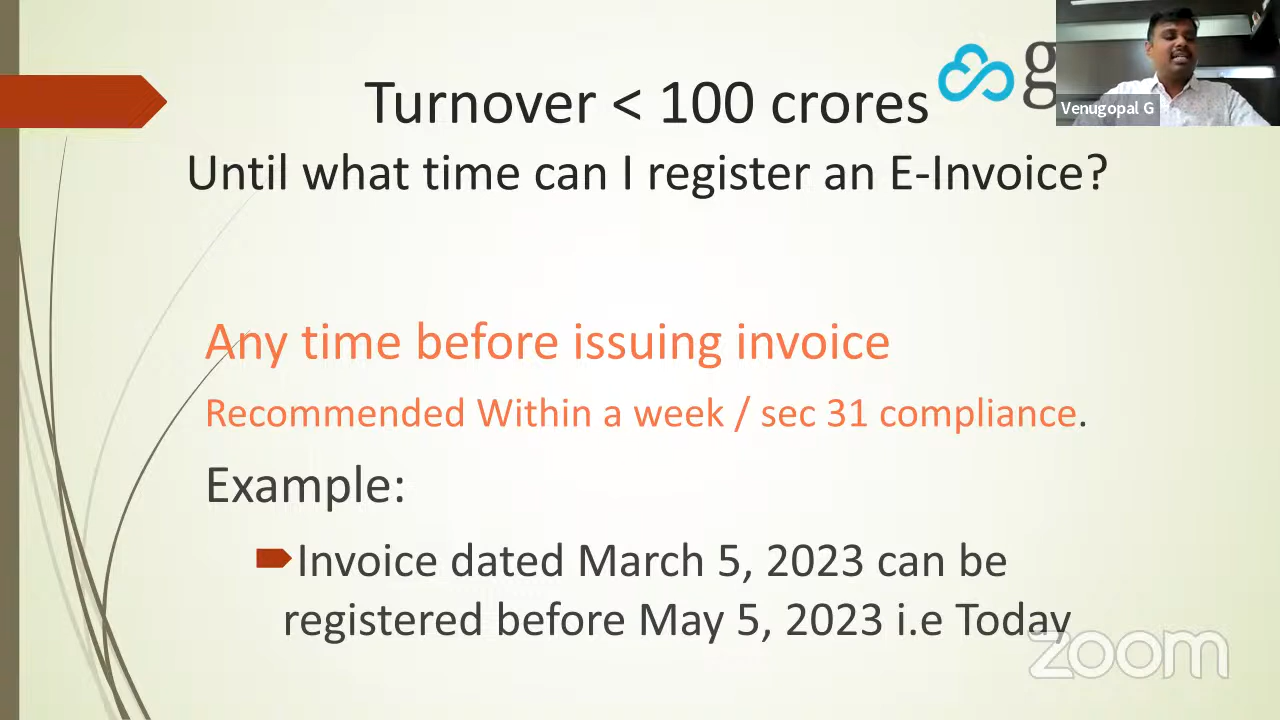 Turnover < 100 crores
Until what time can I register an E-Invoice?
g
Venugopal G
Any time before issuing invoice
Recommended Within a week / sec 31 compliance.
Example:
Invoice dated March 5, 2023 can be
registered before May 5, 2023 i.e Today
zoom